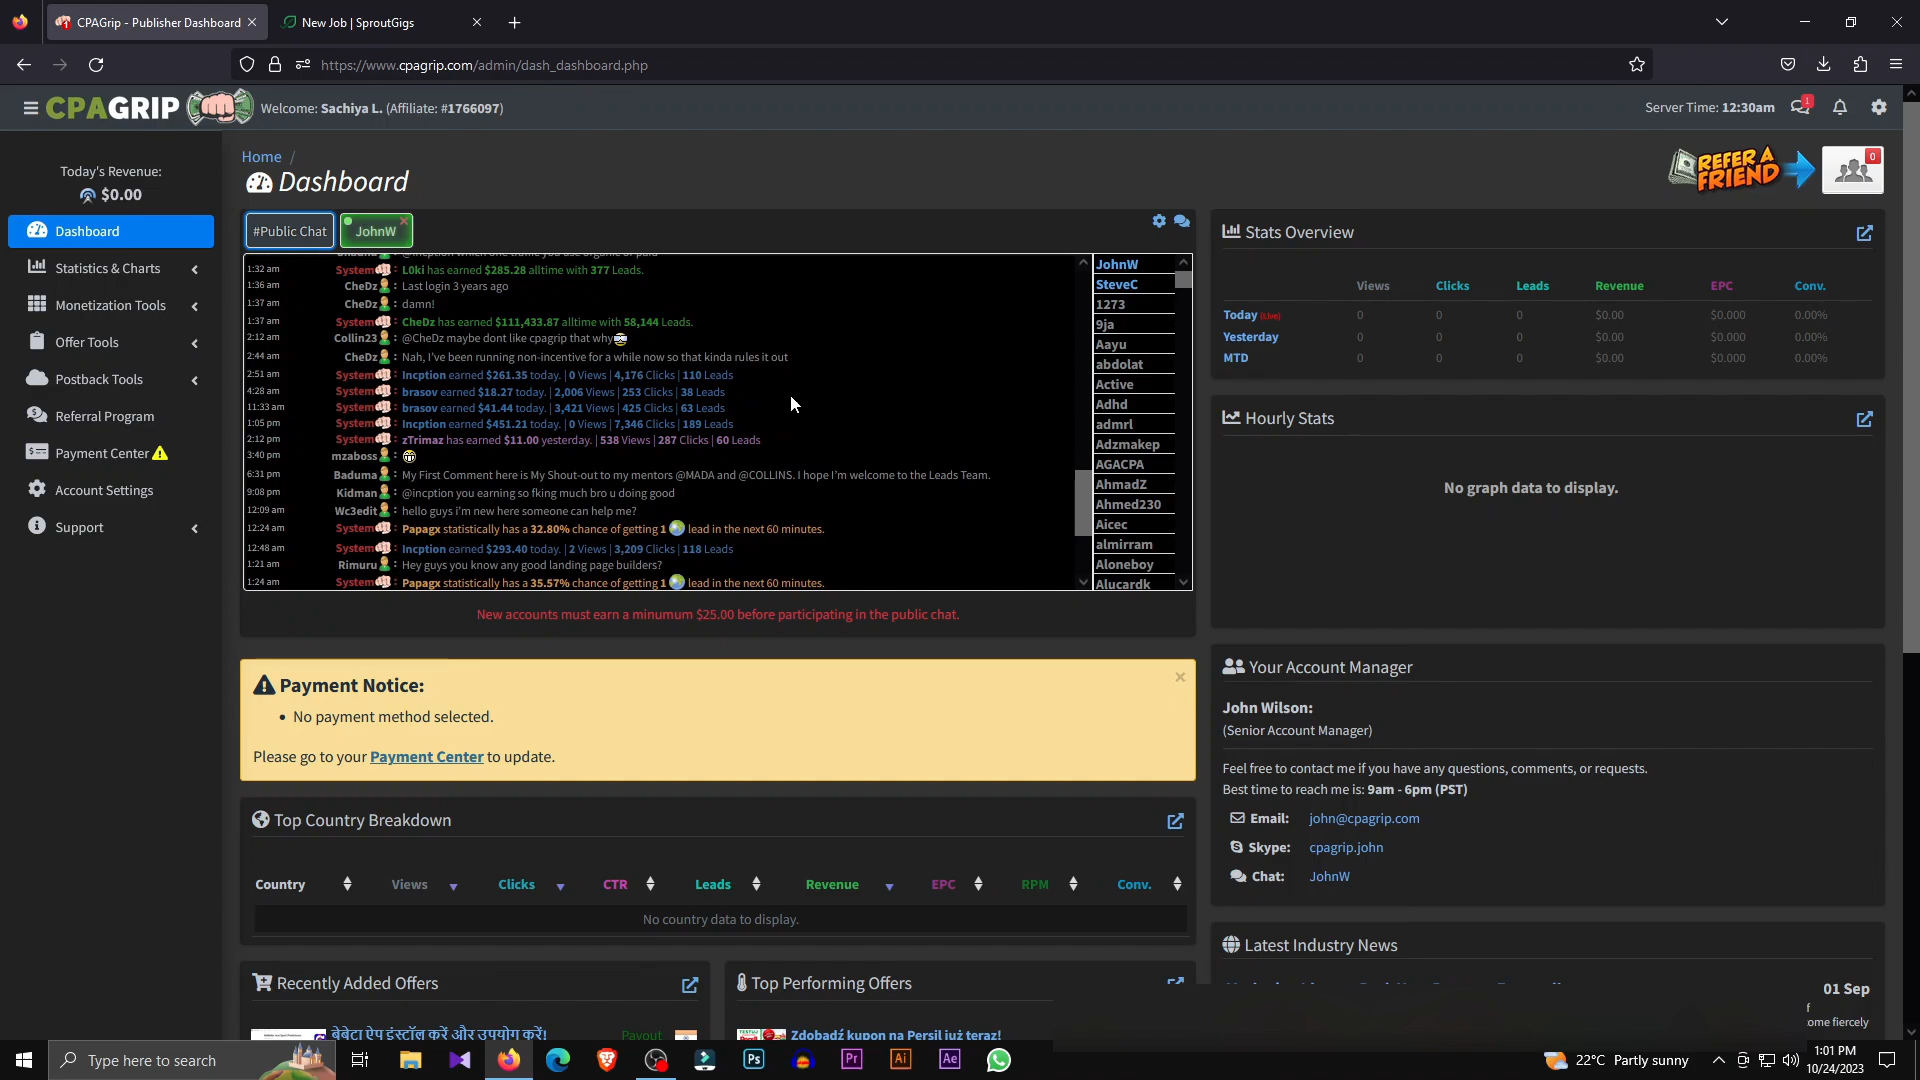 CPAGrip - Publisher Dashboard
New Job | SproutGigs
https://www.cpagrip.com/admin/dash_dashboard.php
CPAGRIP
Welcome: Sachiya L. (Affiliate: #1766097)
Server Time: 12:30am
1
Today's Revenue:
$0.00
Dashboard
Statistics & Charts
Monetization Tools
Offer Tools
Postback Tools
Referral Program
Payment Center
Account Settings
Support
Home /
Dashboard
REFER A FRIEND
0
#Public Chat
JohnW
1:32 am System: L0ki has earned $285.28 alltime with 377 Leads.
1:36 am CheDz: Last login 3 years ago
1:37 am CheDz: damn!
1:37 am System: CheDz has earned $111,433.87 alltime with 58,144 Leads.
2:12 am Collin23: @CheDz maybe dont like cpagrip that why
2:44 am CheDz: Nah, I've been running non-incentive for a while now so that kinda rules it out
2:51 am System: Incption earned $261.35 today. | 0 Views | 4,176 Clicks | 110 Leads
4:28 am System: brasov earned $18.27 today. | 2,006 Views | 253 Clicks | 38 Leads
11:33 am System: brasov earned $41.44 today. | 3,421 Views | 425 Clicks | 63 Leads
1:05 pm System: Incption earned $451.21 today. | 0 Views | 7,346 Clicks | 189 Leads
2:12 pm System: zTrimaz has earned $11.00 yesterday. | 538 Views | 287 Clicks | 60 Leads
3:40 pm mzaboss:
6:31 pm Baduma: My First Comment here is My Shout-out to my mentors @MADA and @COLLINS. I hope I'm welcome to the Leads Team.
9:08 pm Kidman: @incption you earning so fking much bro u doing good
12:09 am Wc3edit: hello guys i'm new here someone can help me?
12:24 am System: Papagx statistically has a 32.80% chance of getting 1 lead in the next 60 minutes.
12:48 am System: Incption earned $293.40 today. | 2 Views | 3,209 Clicks | 118 Leads
1:21 am Rimuru: Hey guys you know any good landing page builders?
1:24 am System: Papagx statistically has a 35.57% chance of getting 1 lead in the next 60 minutes.
JohnW
SteveC
1273
9ja
Aayu
abdolat
Active
Adhd
admrl
Adzmakep
AGACPA
AhmadZ
Ahmed230
Aicec
almirram
Aloneboy
Alucardk
New accounts must earn a minumum $25.00 before participating in the public chat.
Payment Notice:
No payment method selected.
Please go to your Payment Center to update.
Top Country Breakdown
Country Views Clicks CTR Leads Revenue EPC RPM Conv.
No country data to display.
Recently Added Offers
बेबेटा ऐप इंस्टॉल करें और उपयोग करें!
Payout
Top Performing Offers
Zdobądź kupon na Persil już teraz!
Stats Overview
Views Clicks Leads Revenue EPC Conv.
Today (Live) 0 0 0 $0.00 $0.000 0.00%
Yesterday 0 0 0 $0.00 $0.000 0.00%
MTD 0 0 0 $0.00 $0.000 0.00%
Hourly Stats
No graph data to display.
Your Account Manager
John Wilson:
(Senior Account Manager)
Feel free to contact me if you have any questions, comments, or requests.
Best time to reach me is: 9am - 6pm (PST)
Email: john@cpagrip.com
Skype: cpagrip.john
Chat: JohnW
Latest Industry News
01 Sep
ome fiercely
Type here to search
22°C Partly sunny
1:01 PM
10/24/2023